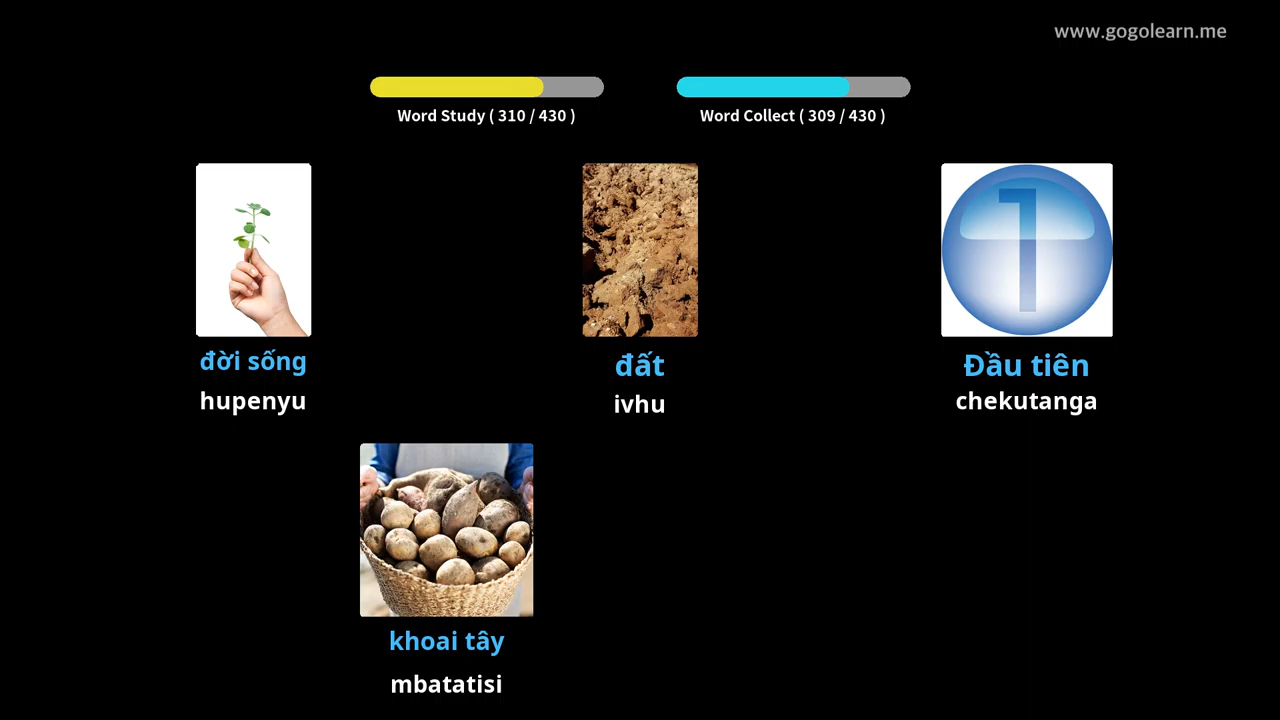 www.gogolearn.me
Word Study ( 310 / 430 )
Word Collect ( 309 / 430 )
đời sống
hupenyu
đất
ivhu
1
Đầu tiên
chekutanga
khoai tây
mbatatisi